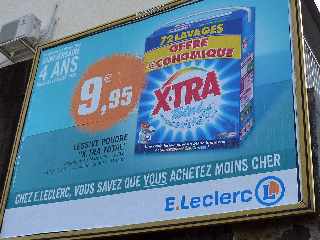 4 ANS
9€,95
LESSIVE POUDRE
"X-TRA TOTAL"
72 LAVAGES
OFFRE
ECONOMIQUE
X-TRA
CHEZ E.LECLERC, VOUS SAVEZ QUE VOUS ACHETEZ MOINS CHER
E.Leclerc L